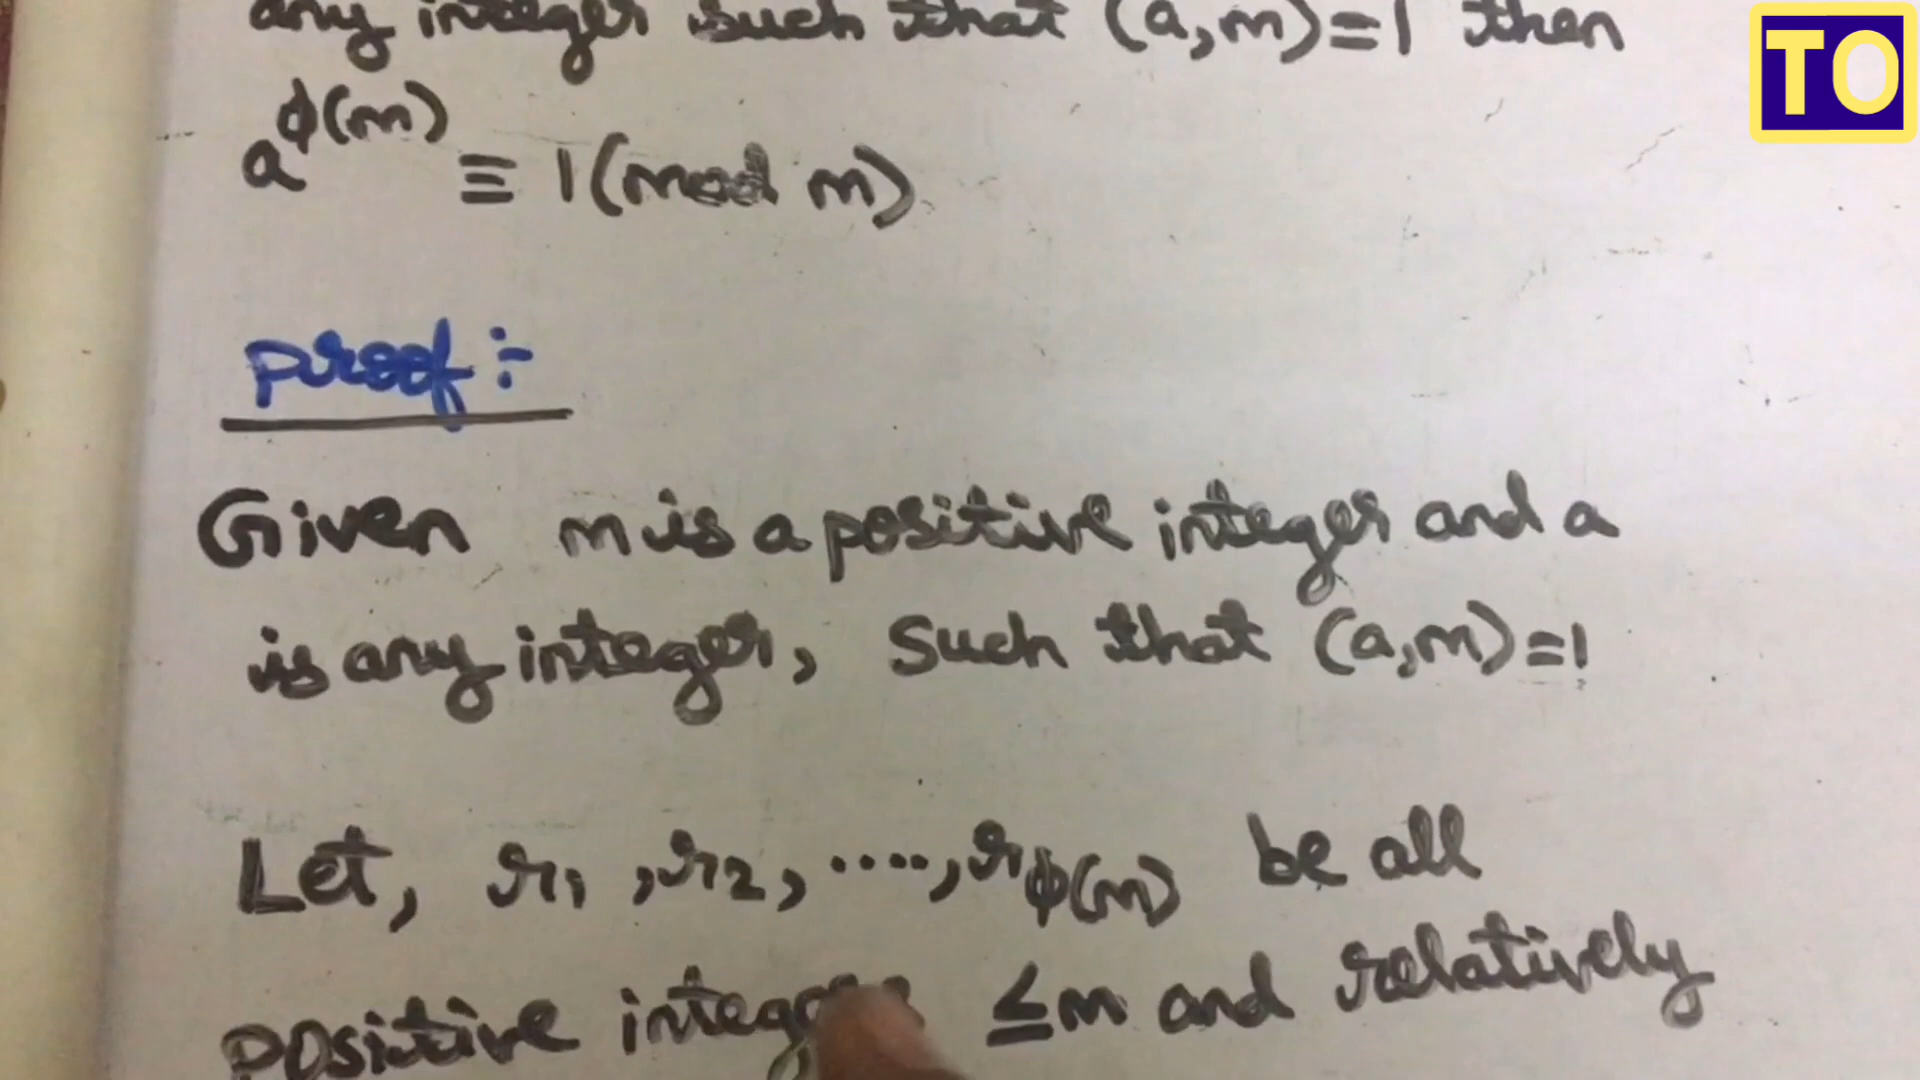 any integer such that (a,m)=1 then
TO
a^ϕ(m) ≡ 1(mod m)
Proof :-
Given m is a positive integer and a
is any integer, Such that (a,m)=1
Let, r₁ ,r₂, ....,r_ϕ(m) be all
positive ≤m and relatively